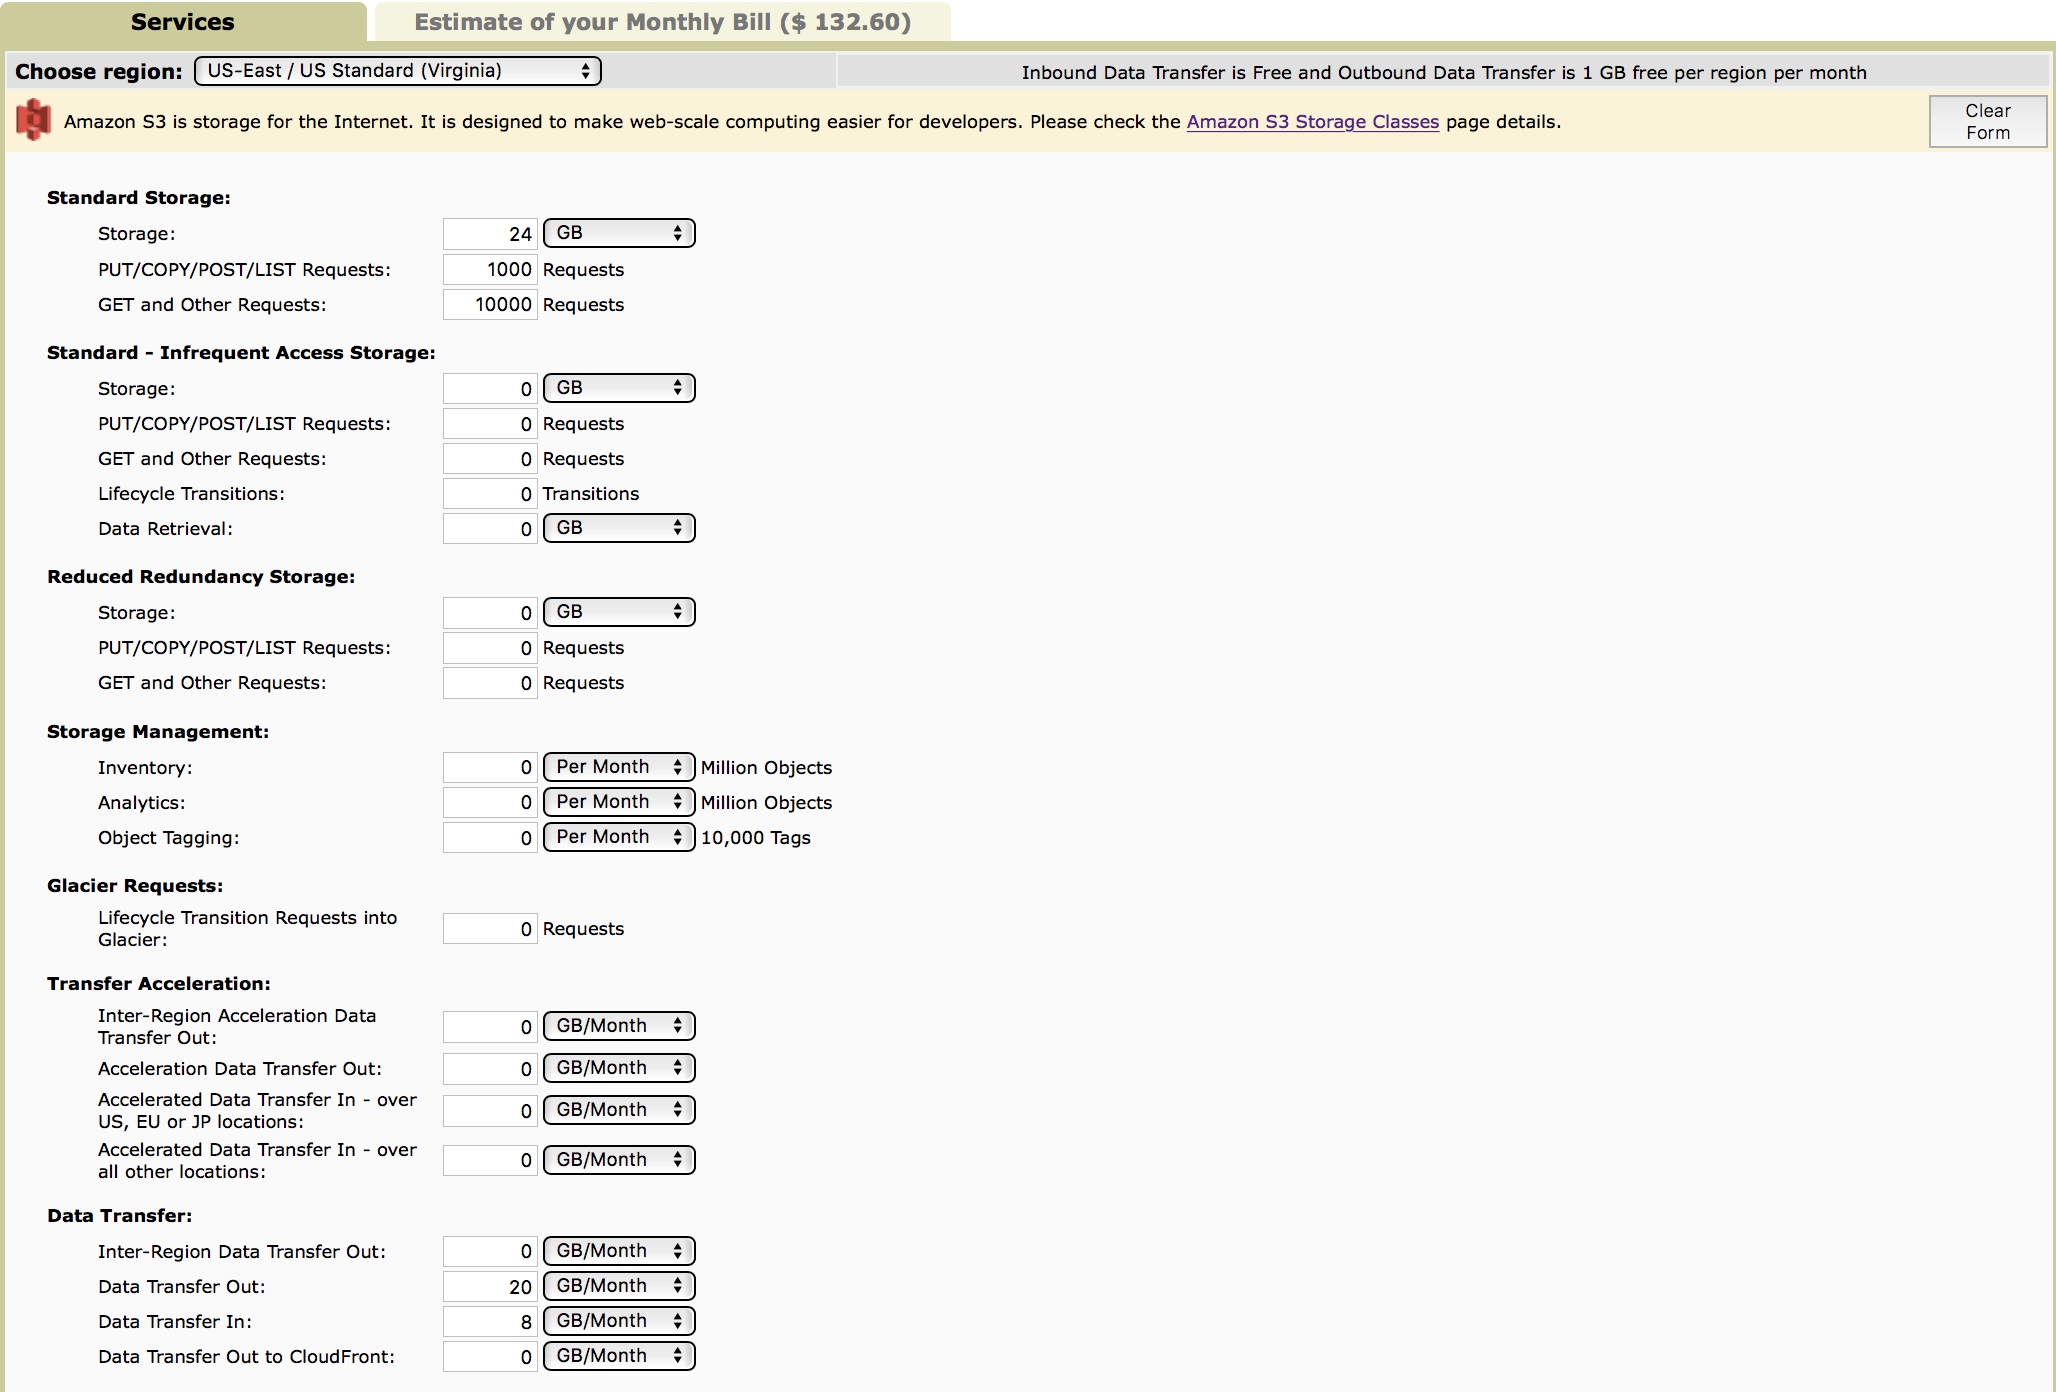 Services
Estimate of your Monthly Bill ($ 132.60)
Choose region: US-East / US Standard (Virginia)
Inbound Data Transfer is Free and Outbound Data Transfer is 1 GB free per region per month
Amazon S3 is storage for the Internet. It is designed to make web-scale computing easier for developers. Please check the Amazon S3 Storage Classes page details.
Clear
Form
Standard Storage:
Storage: 24 GB
PUT/COPY/POST/LIST Requests: 1000 Requests
GET and Other Requests: 10000 Requests
Standard - Infrequent Access Storage:
Storage: 0 GB
PUT/COPY/POST/LIST Requests: 0 Requests
GET and Other Requests: 0 Requests
Lifecycle Transitions: 0 Transitions
Data Retrieval: 0 GB
Reduced Redundancy Storage:
Storage: 0 GB
PUT/COPY/POST/LIST Requests: 0 Requests
GET and Other Requests: 0 Requests
Storage Management:
Inventory: 0 Per Month Million Objects
Analytics: 0 Per Month Million Objects
Object Tagging: 0 Per Month 10,000 Tags
Glacier Requests:
Lifecycle Transition Requests into
Glacier: 0 Requests
Transfer Acceleration:
Inter-Region Acceleration Data
Transfer Out: 0 GB/Month
Acceleration Data Transfer Out: 0 GB/Month
Accelerated Data Transfer In - over
US, EU or JP locations: 0 GB/Month
Accelerated Data Transfer In - over
all other locations: 0 GB/Month
Data Transfer:
Inter-Region Data Transfer Out: 0 GB/Month
Data Transfer Out: 20 GB/Month
Data Transfer In: 8 GB/Month
Data Transfer Out to CloudFront: 0 GB/Month